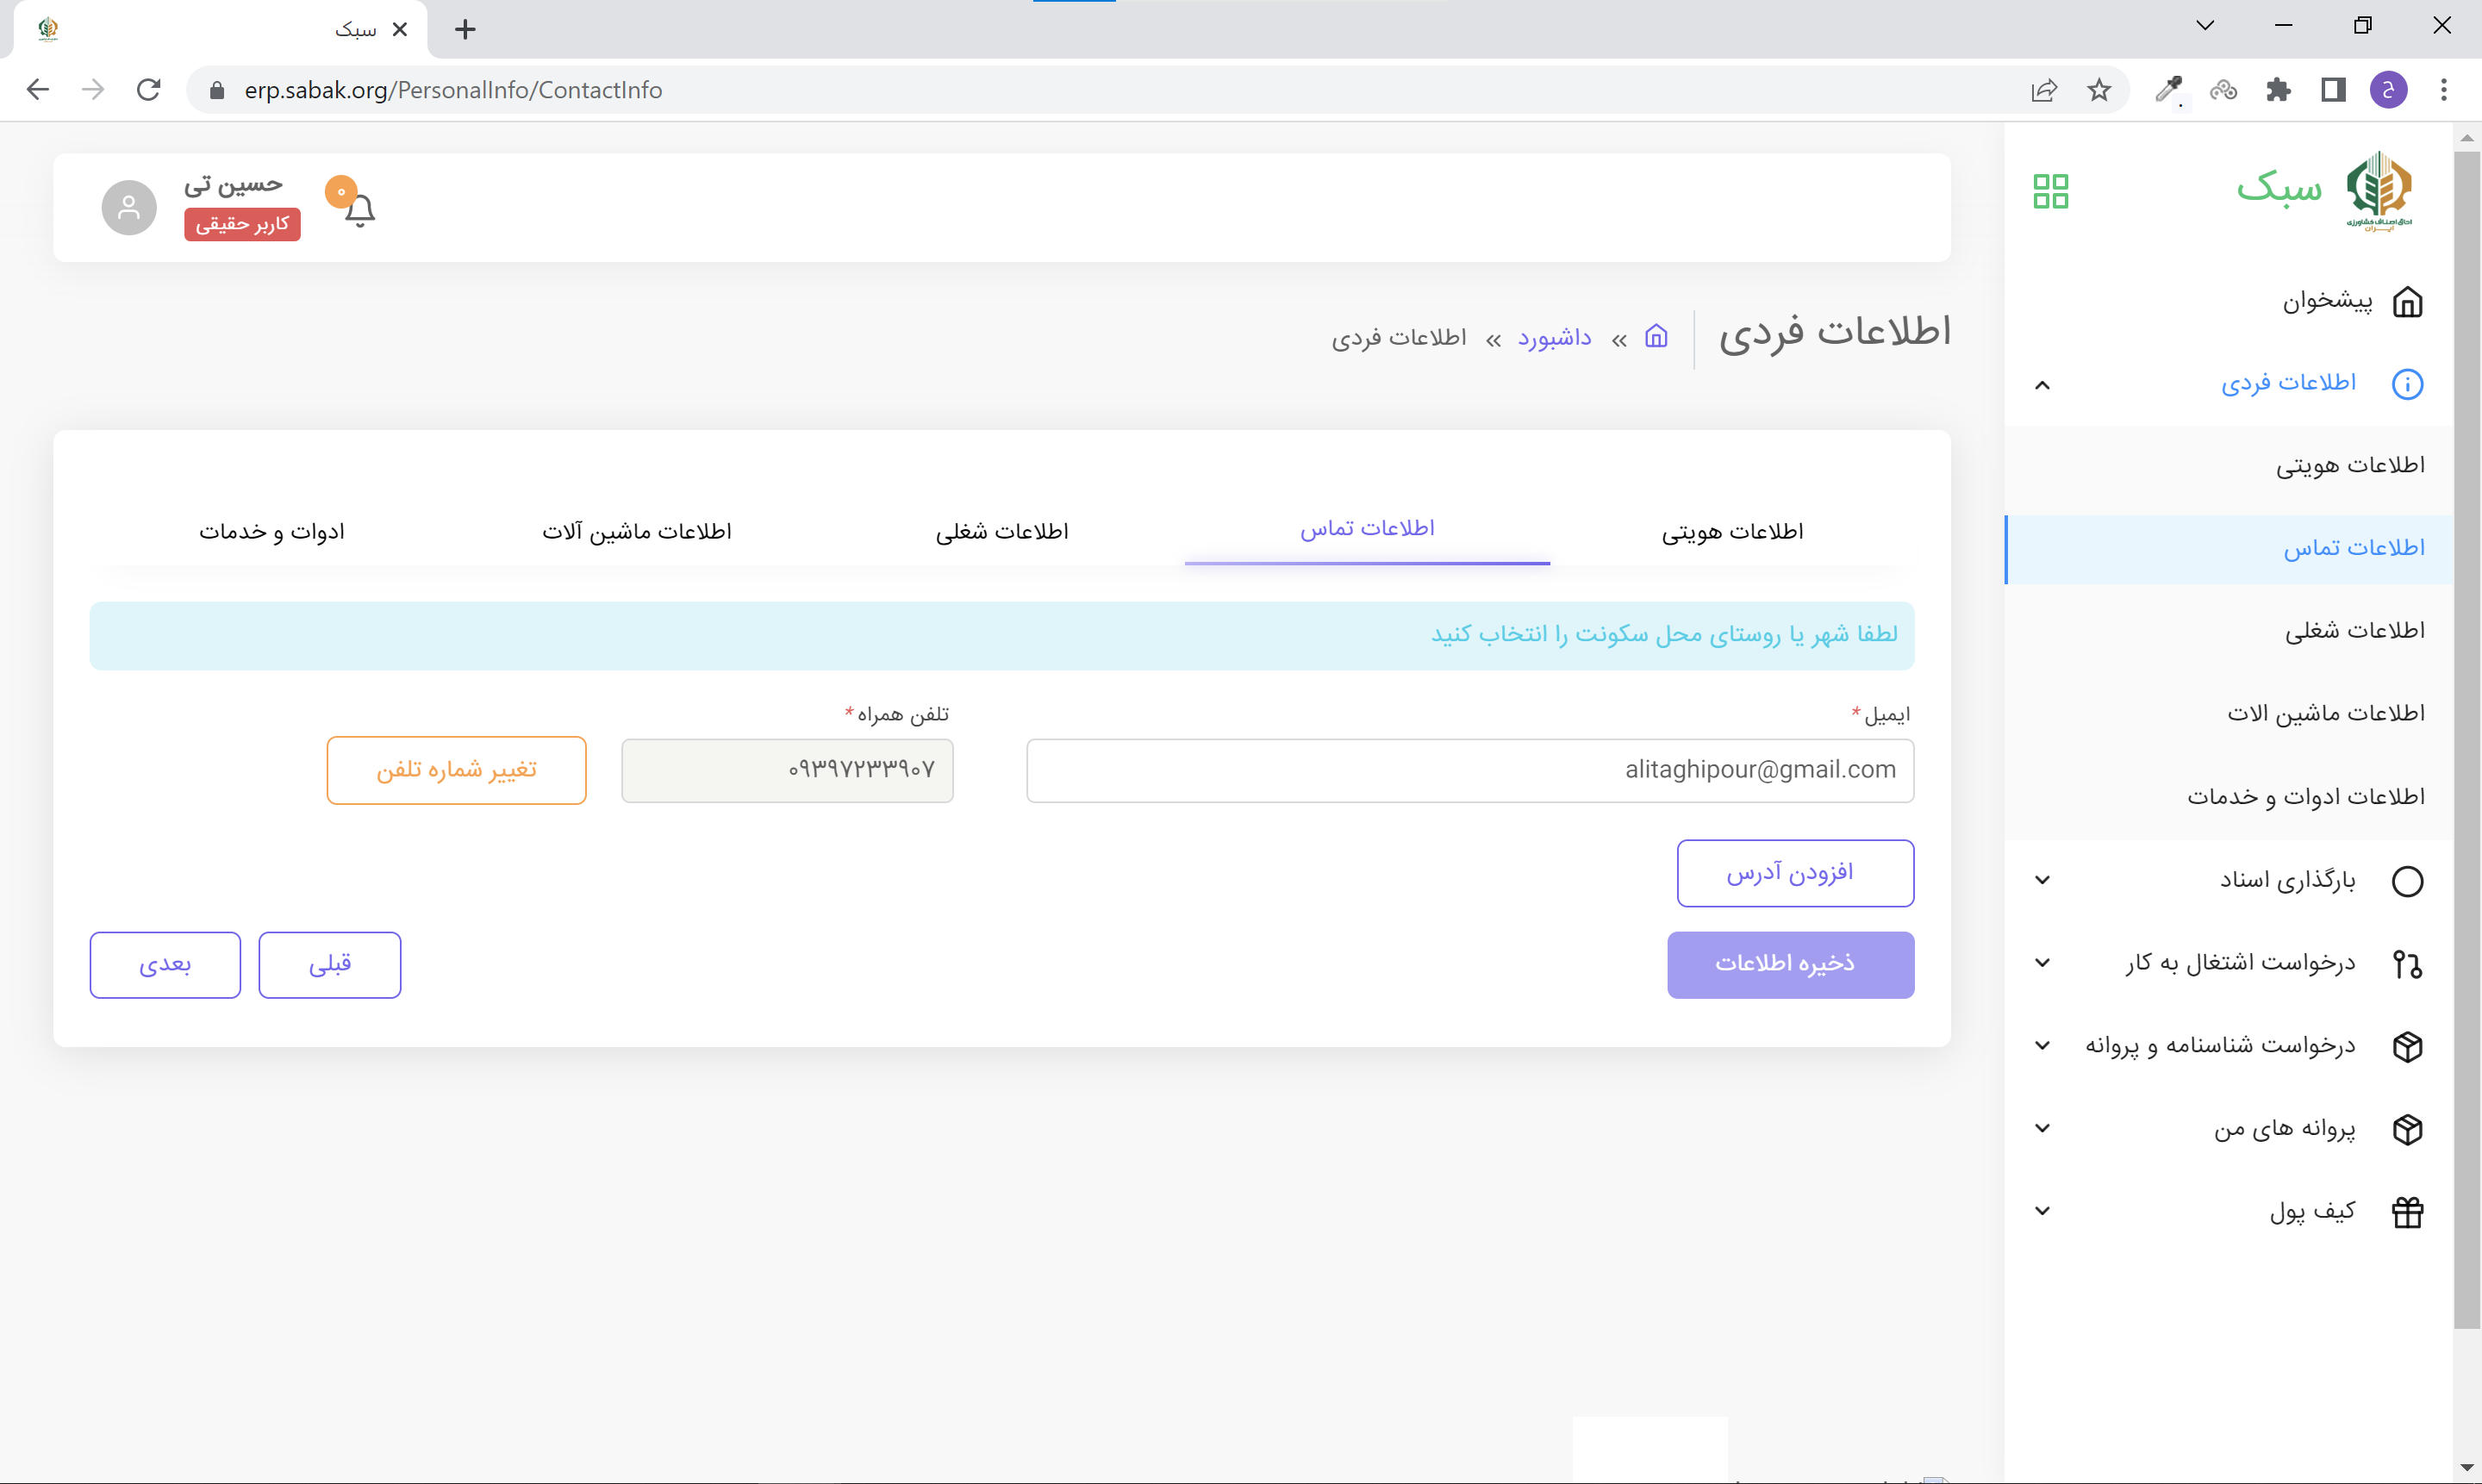 سبک
erp.sabak.org/PersonalInfo/ContactInfo
سبک
اتاق اصناف کشاورزی
ایـــران
پیشخوان
اطلاعات فردی
اطلاعات هویتی
اطلاعات تماس
اطلاعات شغلی
اطلاعات ماشین الات
اطلاعات ادوات و خدمات
بارگذاری اسناد
درخواست اشتغال به کار
درخواست شناسنامه و پروانه
پروانه های من
کیف پول
۰
حسین تی
کاربر حقیقی
اطلاعات فردی
داشبورد » اطلاعات فردی
اطلاعات هویتی
اطلاعات تماس
اطلاعات شغلی
اطلاعات ماشین آلات
ادوات و خدمات
لطفا شهر یا روستای محل سکونت را انتخاب کنید
ایمیل *
alitaghipour@gmail.com
تلفن همراه *
۰۹۳۹۷۲۳۳۹۰۷
تغییر شماره تلفن
افزودن آدرس
ذخیره اطلاعات
قبلی
بعدی